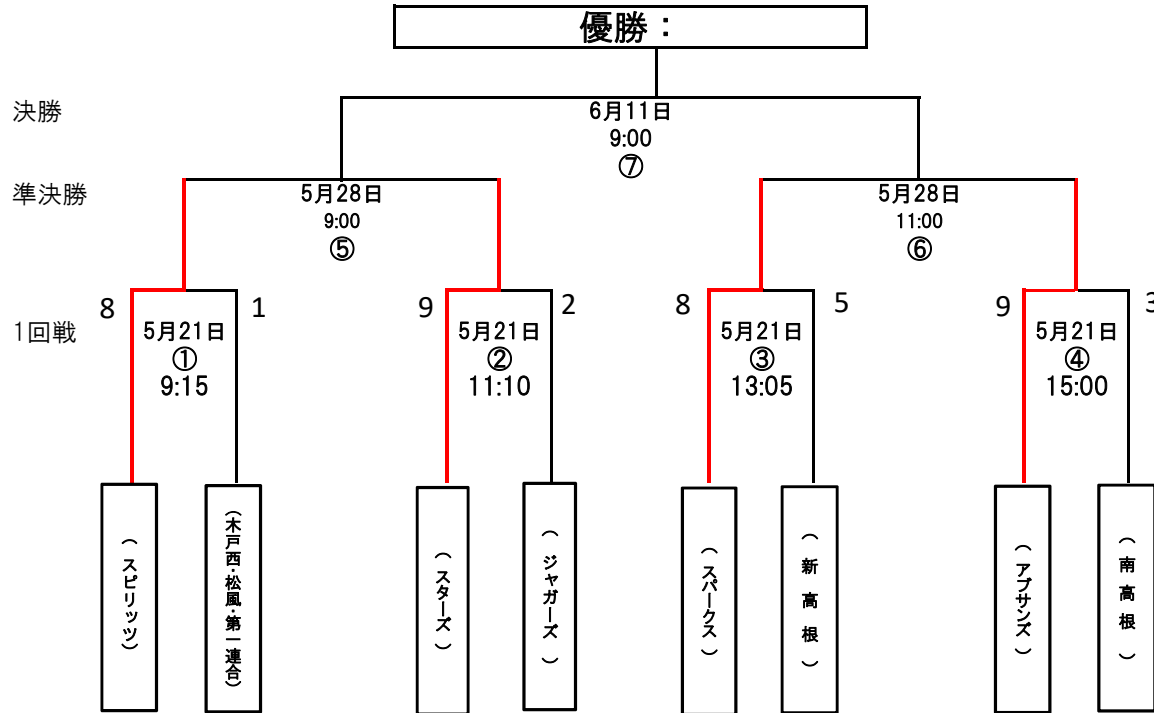 優勝：
決勝
6月11日
9:00
⑦
準決勝
5月28日
9:00
⑤
5月28日
11:00
⑥
8
1
9
2
8
5
9
3
1回戦
5月21日
①
9:15
5月21日
②
11:10
5月21日
③
13:05
5月21日
④
15:00
（スピリッツ）
（木戸西・松風・第一連合）
（スターズ）
（ジャガーズ）
（スパークス）
（新高根）
（アブサンズ）
（南高根）